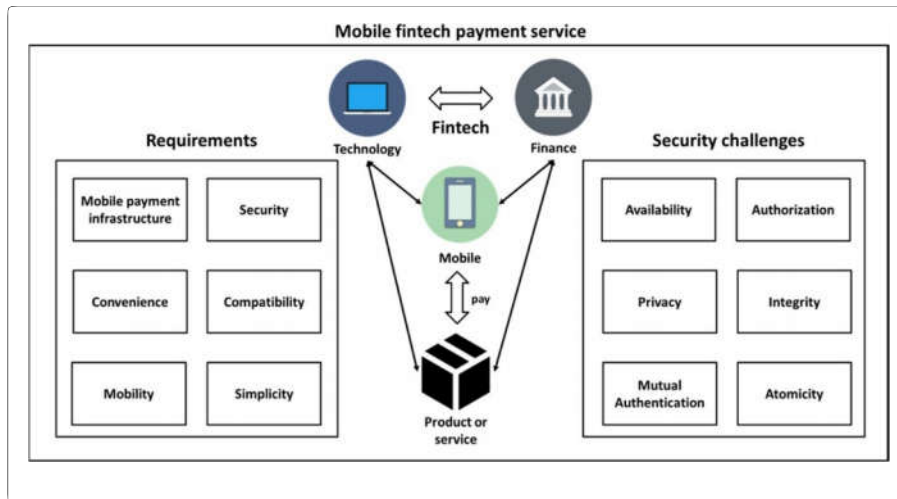 Mobile fintech payment service
Requirements
Mobile payment
infrastructure
Security
Convenience
Compatibility
Mobility
Simplicity
Technology
Fintech
Finance
Mobile
pay
Product or
service
Security challenges
Availability
Authorization
Privacy
Integrity
Mutual
Authentication
Atomicity